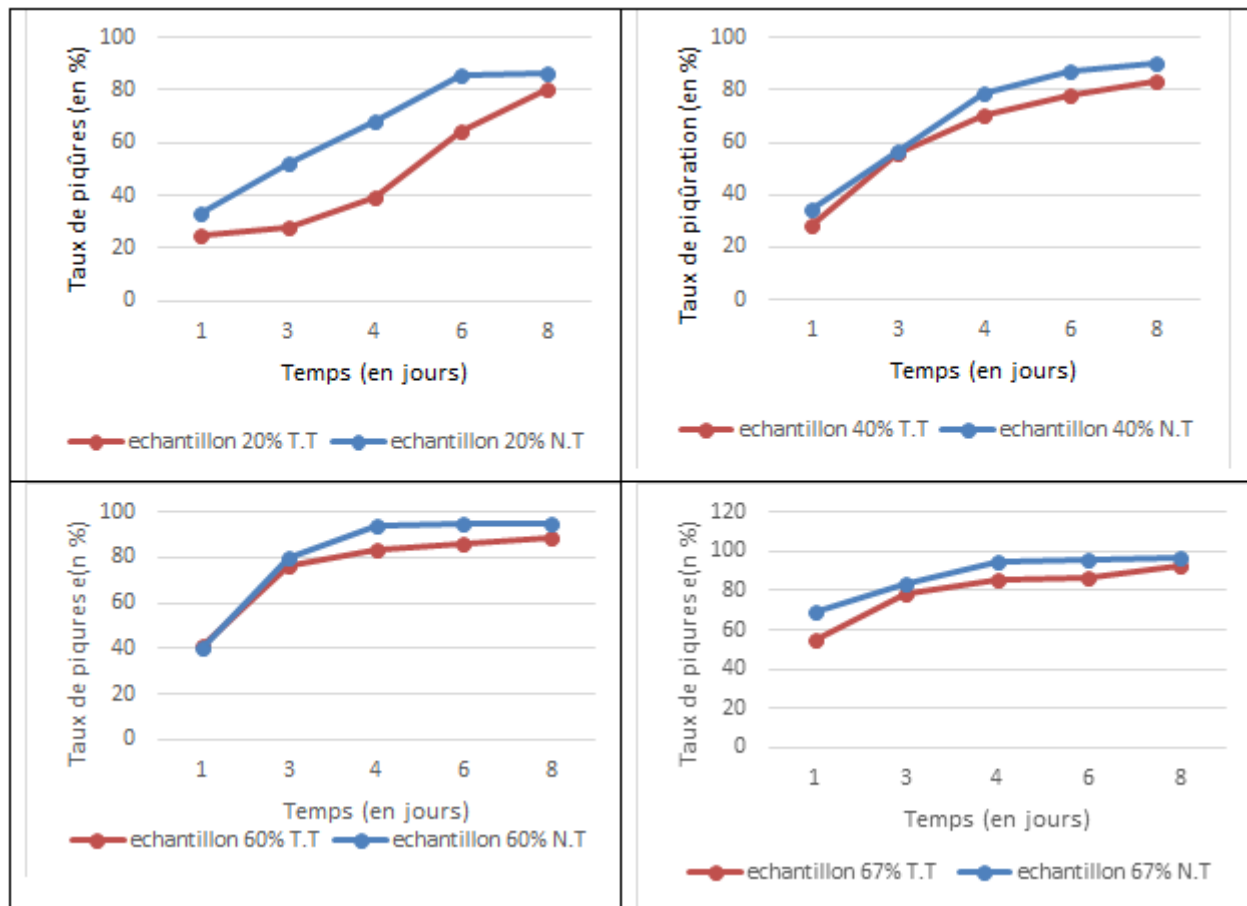 Taux de piqûres (en %)
100
80
60
40
20
0
1 3 4 6 8
Temps (en jours)
echantillon 20% T.T echantillon 20% N.T
Taux de piqûration (en %)
100
80
60
40
20
0
1 3 4 6 8
Temps (en jours)
echantillon 40% T.T echantillon 40% N.T
Taux de piqures e(n %)
100
80
60
40
20
0
1 3 4 6 8
Temps (en jours)
echantillon 60% T.T echantillon 60% N.T
Taux de piqures e(n %)
120
100
80
60
40
20
0
1 3 4 6 8
Temps (en jours)
echantillon 67% T.T echantillon 67% N.T